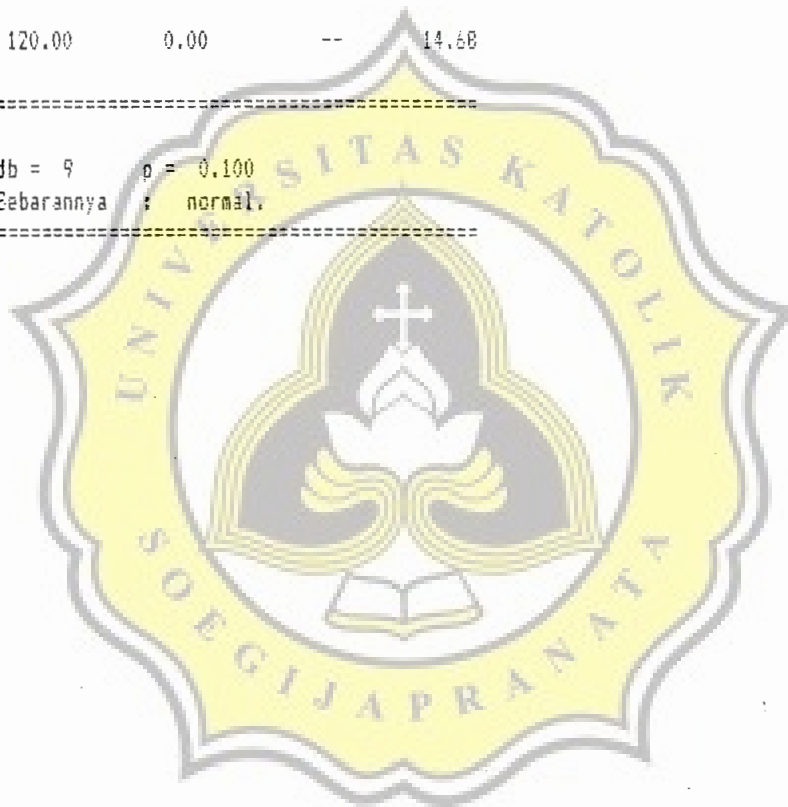 120.00 0.00 -- 14.68
================================================
db = 9 p = 0.100
Sebarannya : normal.
================================================
UNIVERSITAS KATOLIK
SOEGIJAPRANATA